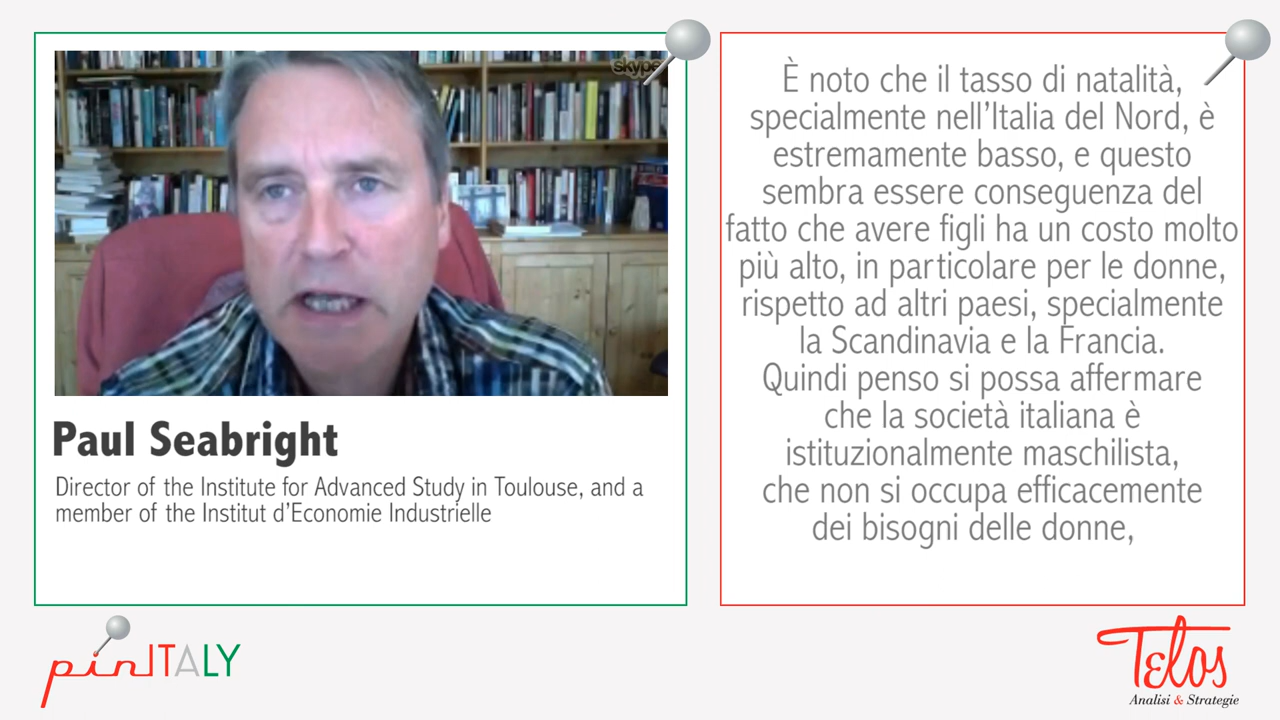 skype
Paul Seabright
Director of the Institute for Advanced Study in Toulouse, and a
member of the Institut d'Economie Industrielle
È noto che il tasso di natalità,
specialmente nell'Italia del Nord, è
estremamente basso, e questo
sembra essere conseguenza del
fatto che avere figli ha un costo molto
più alto, in particolare per le donne,
rispetto ad altri paesi, specialmente
la Scandinavia e la Francia.
Quindi penso si possa affermare
che la società italiana è
istituzionalmente maschilista,
che non si occupa efficacemente
dei bisogni delle donne,
pinITALY
Telos
Analisi & Strategie